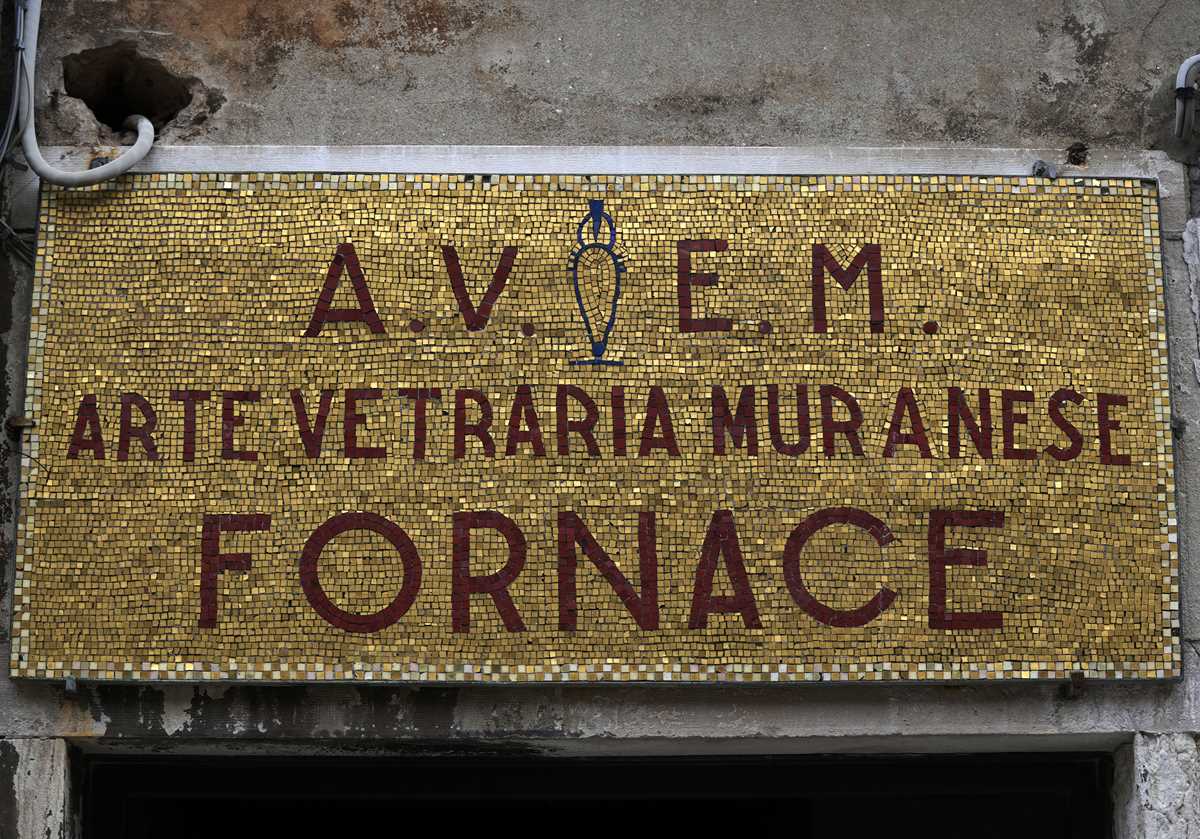 A.V. E.M.
ARTE VETRARIA MURANESE
FORNACE